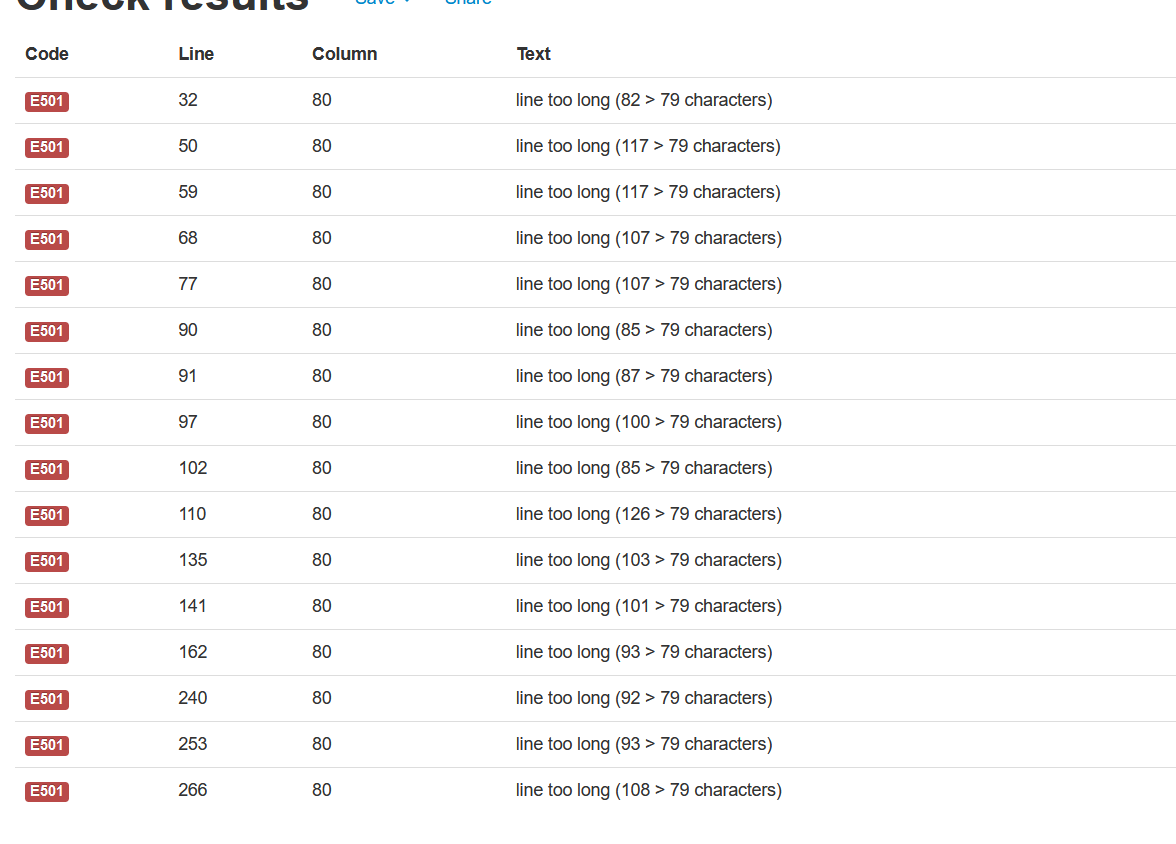 Check results Save Share
Code Line Column Text
E501 32 80 line too long (82 > 79 characters)
E501 50 80 line too long (117 > 79 characters)
E501 59 80 line too long (117 > 79 characters)
E501 68 80 line too long (107 > 79 characters)
E501 77 80 line too long (107 > 79 characters)
E501 90 80 line too long (85 > 79 characters)
E501 91 80 line too long (87 > 79 characters)
E501 97 80 line too long (100 > 79 characters)
E501 102 80 line too long (85 > 79 characters)
E501 110 80 line too long (126 > 79 characters)
E501 135 80 line too long (103 > 79 characters)
E501 141 80 line too long (101 > 79 characters)
E501 162 80 line too long (93 > 79 characters)
E501 240 80 line too long (92 > 79 characters)
E501 253 80 line too long (93 > 79 characters)
E501 266 80 line too long (108 > 79 characters)